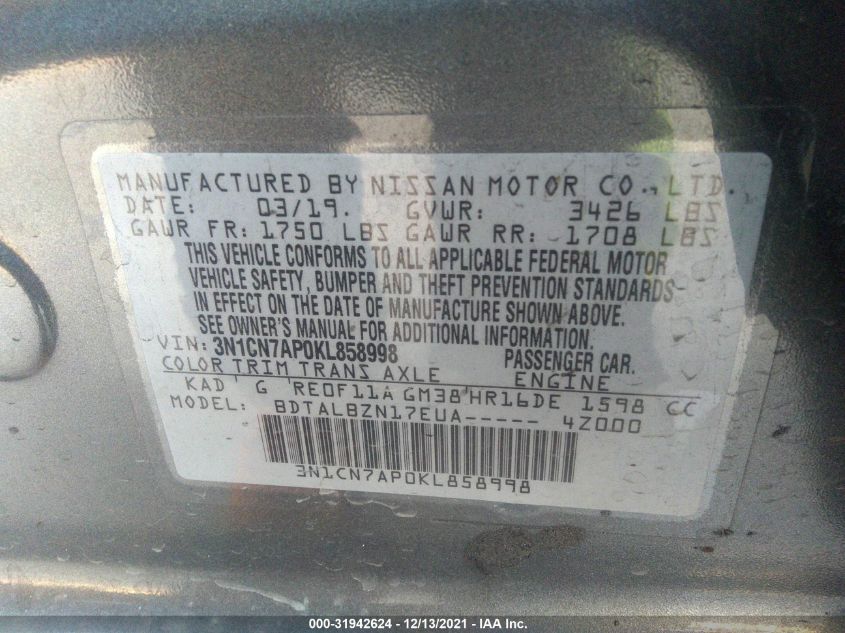 MANUFACTURED BY NISSAN MOTOR CO., LTD.
DATE: 03/19. GVWR: 3426 LBS
GAWR FR: 1750 LBS GAWR RR: 1708 LBS
THIS VEHICLE CONFORMS TO ALL APPLICABLE FEDERAL MOTOR
VEHICLE SAFETY, BUMPER AND THEFT PREVENTION STANDARDS
IN EFFECT ON THE DATE OF MANUFACTURE SHOWN ABOVE.
SEE OWNER'S MANUAL FOR ADDITIONAL INFORMATION.
VIN: 3N1CN7AP0KL858998 PASSENGER CAR.
COLOR TRIM TRANS AXLE ENGINE
KAD G RE0F11A GM38 HR16DE 1598 CC
MODEL: BDTALBZN17EUA----- 4Z000
3N1CN7AP0KL858998
000-31942624 - 12/13/2021 - IAA Inc.